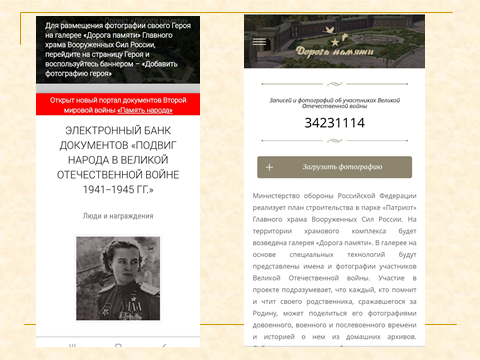 Для размещения фотографии своего Героя
на галерее «Дорога памяти» Главного
храма Вооруженных Сил России,
перейдите на страницу Героя и
воспользуйтесь баннером – «Добавить
фотографию героя»
Открыт новый портал документов Второй
мировой войны «Память народа»
ЭЛЕКТРОННЫЙ БАНК
ДОКУМЕНТОВ «ПОДВИГ
НАРОДА В ВЕЛИКОЙ
ОТЕЧЕСТВЕННОЙ ВОЙНЕ
1941–1945 ГГ.»
Люди и награждения
Дорога памяти
Записей и фотографий об участниках Великой
Отечественной войны
34231114
+ Загрузить фотографию
Министерство обороны Российской Федерации
реализует план строительства в парке «Патриот»
Главного храма Вооруженных Сил России. На
территории храмового комплекса будет
возведена галерея «Дорога памяти». В галерее на
основе специальных технологий будут
представлены имена и фотографии участников
Великой Отечественной войны. Участие в
проекте подразумевает, что каждый, кто помнит
и чтит своего родственника, сражавшегося за
Родину, может поделиться его фотографиями
довоенного, военного и послевоенного времени
и историей о нем из домашних архивов.